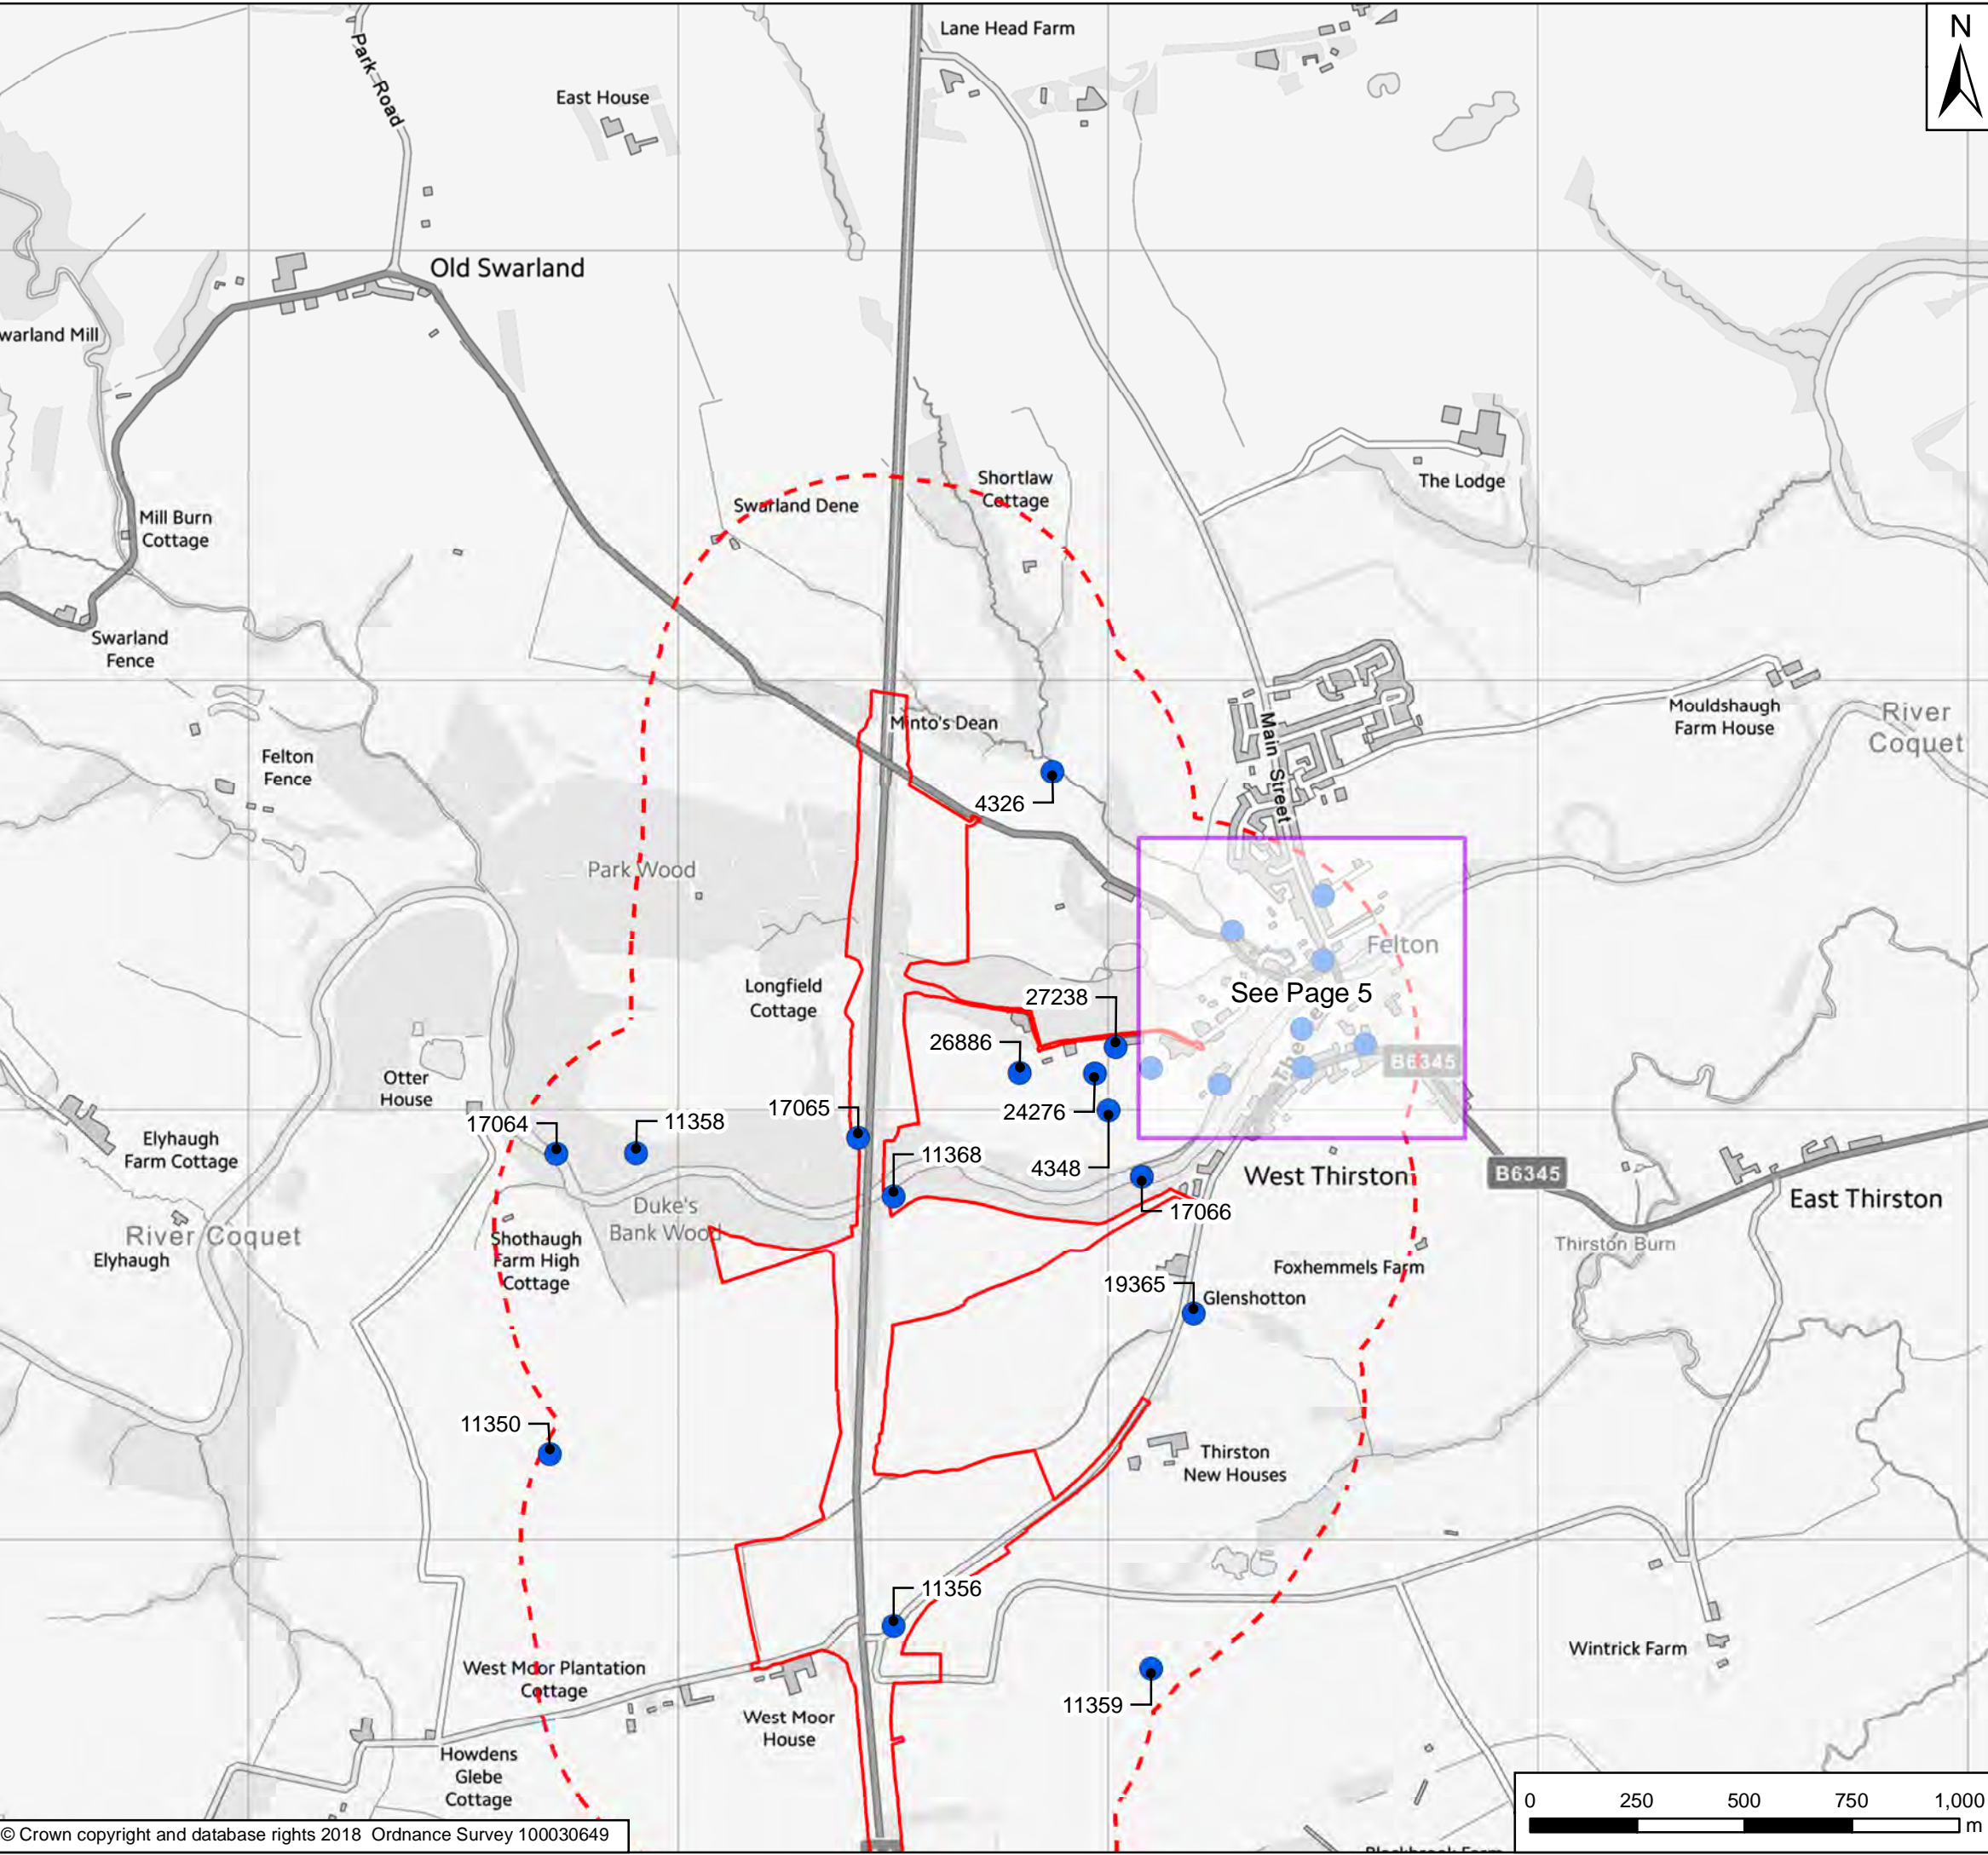 N
Lane Head Farm
Park Road
East House
Old Swarland
warland Mill
Mill Burn
Cottage
Swarland Dene
Shortlaw
Cottage
The Lodge
Swarland
Fence
Minto's Dean
Main Street
Mouldshaugh
Farm House
River
Coquet
Felton
Fence
4326
Park Wood
Felton
See Page 5
Longfield
Cottage
27238
26886
24276
The
B6345
Otter
House
17064
11358
17065
11368
4348
17066
Elyhaugh
Farm Cottage
River Coquet
Elyhaugh
Duke's
Bank Wood
Shothaugh
Farm High
Cottage
West Thirston
B6345
East Thirston
Thirston Burn
Foxhemmels Farm
19365
Glenshotton
11350
Thirston
New Houses
11356
West Moor Plantation
Cottage
West Moor
House
11359
Wintrick Farm
Howdens
Glebe
Cottage
0 250 500 750 1,000
m
© Crown copyright and database rights 2018 Ordnance Survey 100030649